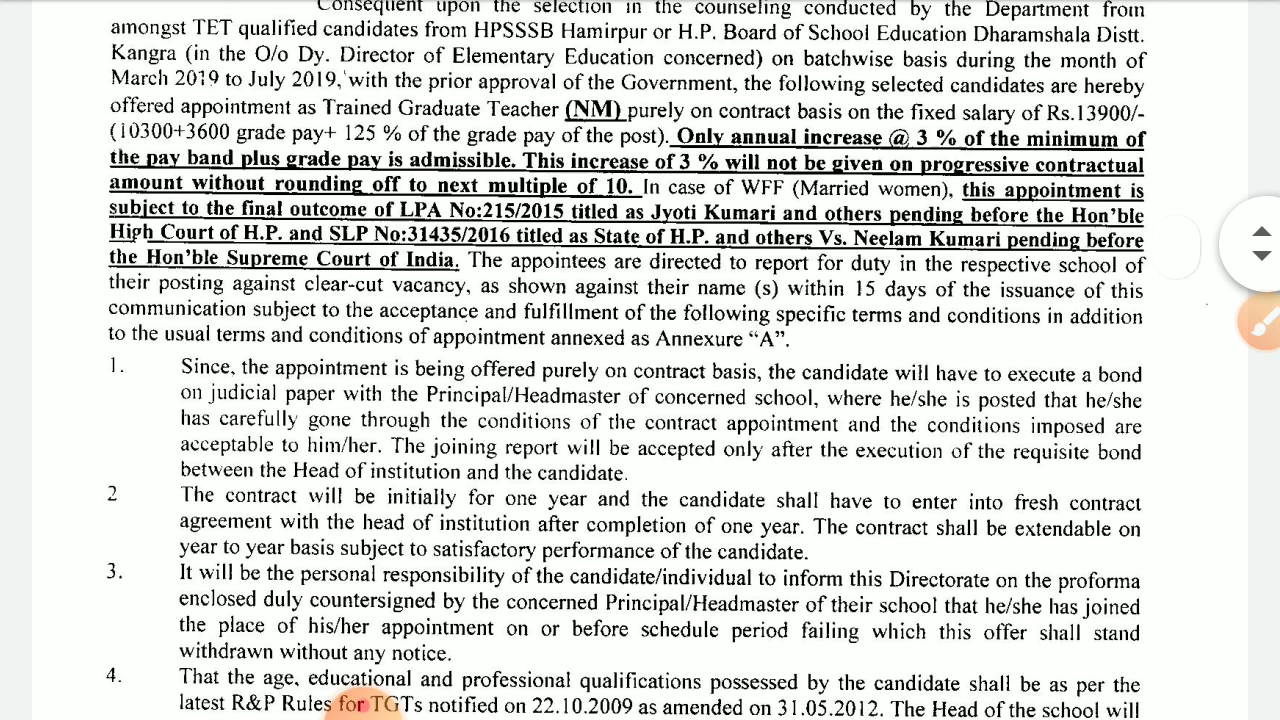 Consequent upon the selection in the counseling conducted by the Department from
amongst TET qualified candidates from HPSSSB Hamirpur or H.P. Board of School Education Dharamshala Distt.
Kangra (in the O/o Dy. Director of Elementary Education concerned) on batchwise basis during the month of
March 2019 to July 2019, with the prior approval of the Government, the following selected candidates are hereby
offered appointment as Trained Graduate Teacher (NM) purely on contract basis on the fixed salary of Rs.13900/-
(10300+3600 grade pay+ 125 % of the grade pay of the post). Only annual increase @ 3 % of the minimum of
the pay band plus grade pay is admissible. This increase of 3 % will not be given on progressive contractual
amount without rounding off to next multiple of 10. In case of WFF (Married women), this appointment is
subject to the final outcome of LPA No:215/2015 titled as Jyoti Kumari and others pending before the Hon'ble
High Court of H.P. and SLP No:31435/2016 titled as State of H.P. and others Vs. Neelam Kumari pending before
the Hon'ble Supreme Court of India. The appointees are directed to report for duty in the respective school of
their posting against clear-cut vacancy, as shown against their name (s) within 15 days of the issuance of this
communication subject to the acceptance and fulfillment of the following specific terms and conditions in addition
to the usual terms and conditions of appointment annexed as Annexure “A”.
1. Since, the appointment is being offered purely on contract basis, the candidate will have to execute a bond
on judicial paper with the Principal/Headmaster of concerned school, where he/she is posted that he/she
has carefully gone through the conditions of the contract appointment and the conditions imposed are
acceptable to him/her. The joining report will be accepted only after the execution of the requisite bond
between the Head of institution and the candidate.
2 The contract will be initially for one year and the candidate shall have to enter into fresh contract
agreement with the head of institution after completion of one year. The contract shall be extendable on
year to year basis subject to satisfactory performance of the candidate.
3. It will be the personal responsibility of the candidate/individual to inform this Directorate on the proforma
enclosed duly countersigned by the concerned Principal/Headmaster of their school that he/she has joined
the place of his/her appointment on or before schedule period failing which this offer shall stand
withdrawn without any notice.
4. That the age, educational and professional qualifications possessed by the candidate shall be as per the
latest R&P Rules for TGTs notified on 22.10.2009 as amended on 31.05.2012. The Head of the school will